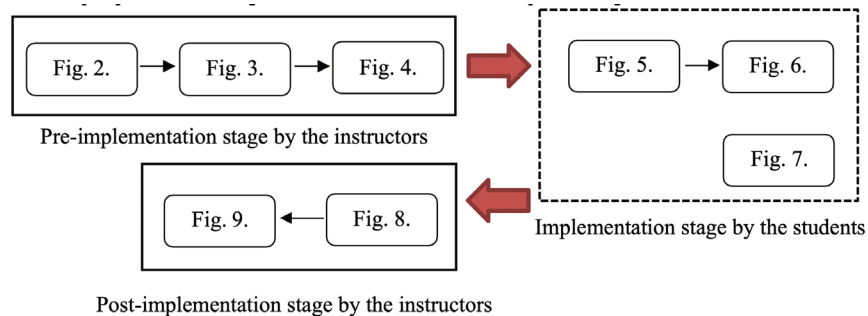 Fig. 2.
Fig. 3.
Fig. 4.
Pre-implementation stage by the instructors
Fig. 5.
Fig. 6.
Fig. 7.
Implementation stage by the students
Fig. 9.
Fig. 8.
Post-implementation stage by the instructors